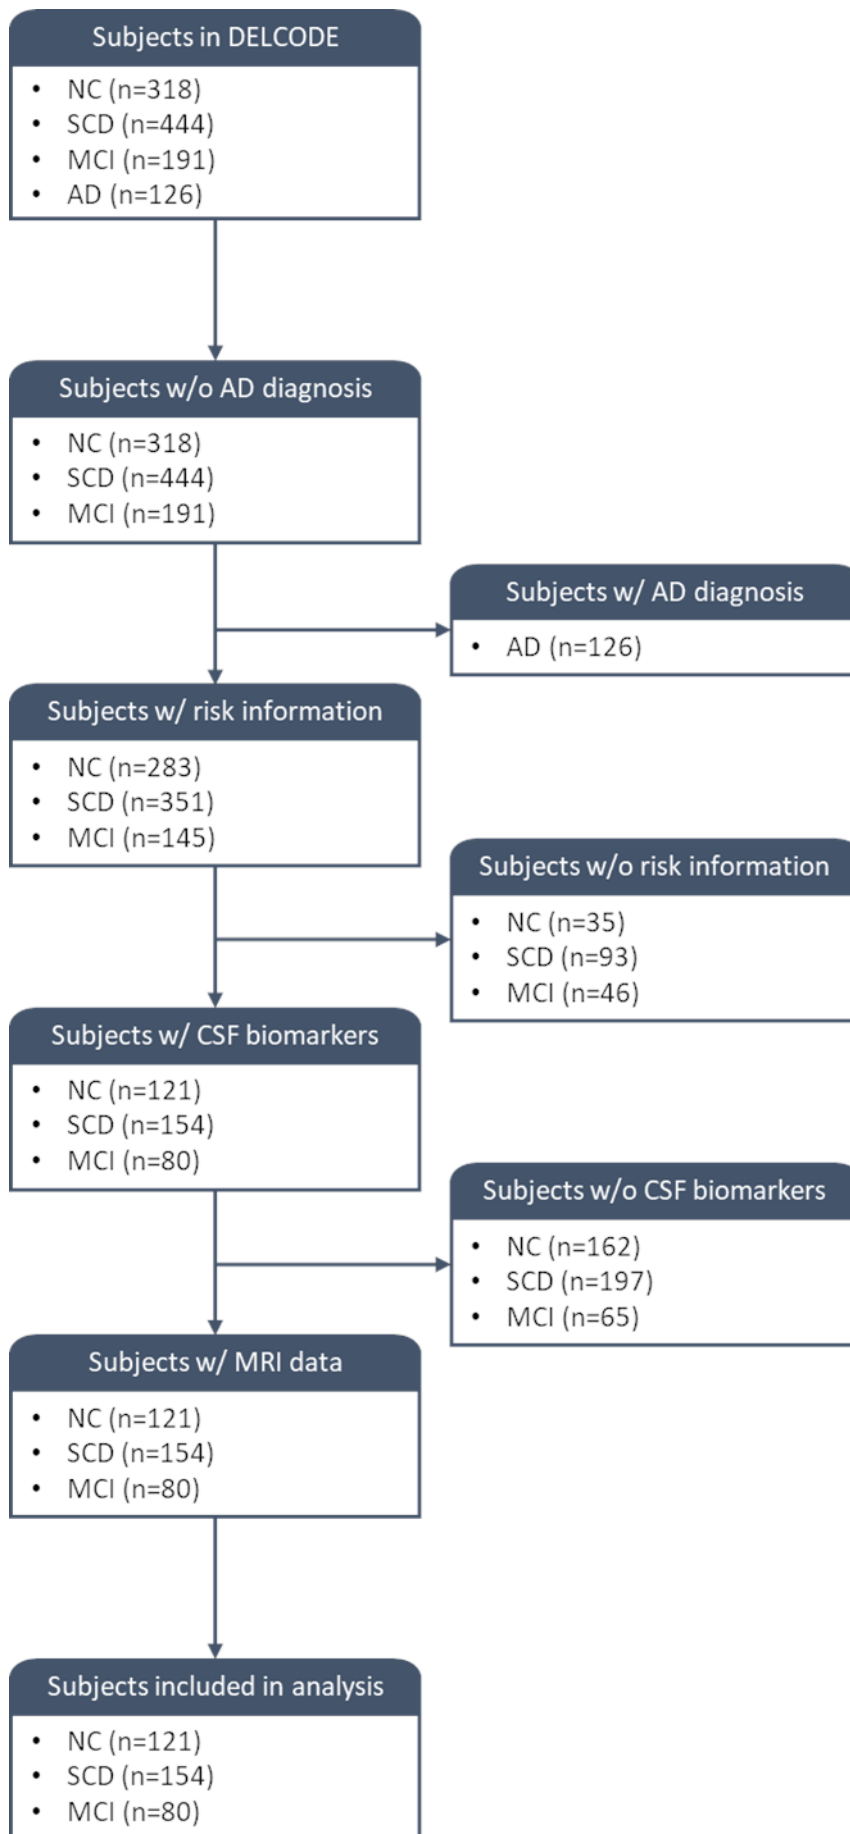 Subjects in DELCODE
• NC (n=318)
• SCD (n=444)
• MCI (n=191)
• AD (n=126)
Subjects w/o AD diagnosis
• NC (n=318)
• SCD (n=444)
• MCI (n=191)
Subjects w/ AD diagnosis
• AD (n=126)
Subjects w/ risk information
• NC (n=283)
• SCD (n=351)
• MCI (n=145)
Subjects w/o risk information
• NC (n=35)
• SCD (n=93)
• MCI (n=46)
Subjects w/ CSF biomarkers
• NC (n=121)
• SCD (n=154)
• MCI (n=80)
Subjects w/o CSF biomarkers
• NC (n=162)
• SCD (n=197)
• MCI (n=65)
Subjects w/ MRI data
• NC (n=121)
• SCD (n=154)
• MCI (n=80)
Subjects included in analysis
• NC (n=121)
• SCD (n=154)
• MCI (n=80)